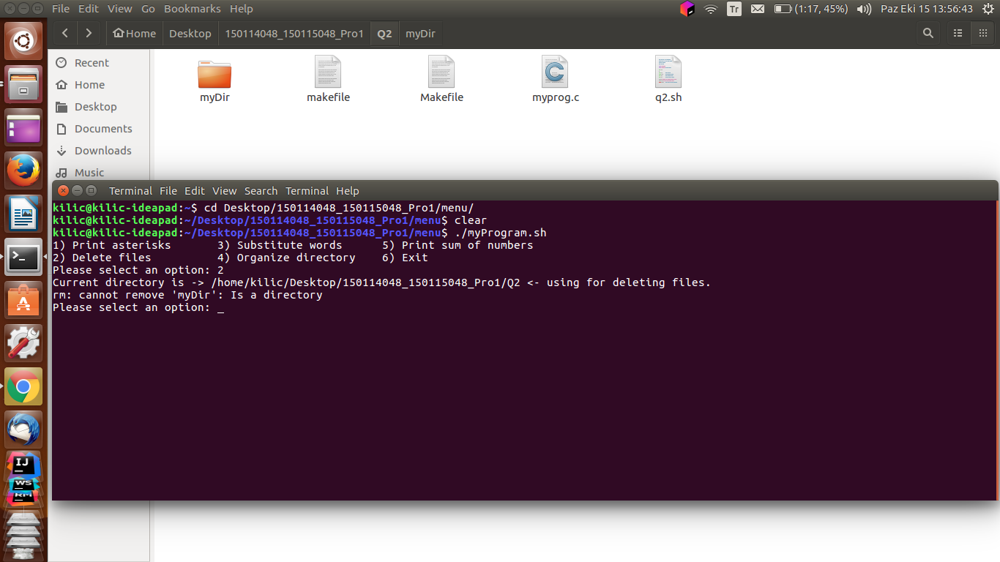 File Edit View Go Bookmarks Help
Tr
(1:17, 45%)
Paz Eki 15 13:56:43
Home Desktop 150114048_150115048_Pro1 Q2 myDir
Recent
Home
Desktop
Documents
Downloads
Music
myDir makefile Makefile myprog.c q2.sh
Terminal File Edit View Search Terminal Help
kilic@kilic-ideapad:~$ cd Desktop/150114048_150115048_Pro1/menu/
kilic@kilic-ideapad:~/Desktop/150114048_150115048_Pro1/menu$ clear
kilic@kilic-ideapad:~/Desktop/150114048_150115048_Pro1/menu$ ./myProgram.sh
1) Print asterisks 3) Substitute words 5) Print sum of numbers
2) Delete files 4) Organize directory 6) Exit
Please select an option: 2
Current directory is -> /home/kilic/Desktop/150114048_150115048_Pro1/Q2 <- using for deleting files.
rm: cannot remove 'myDir': Is a directory
Please select an option: _
>_
A
IJ
WS
RM